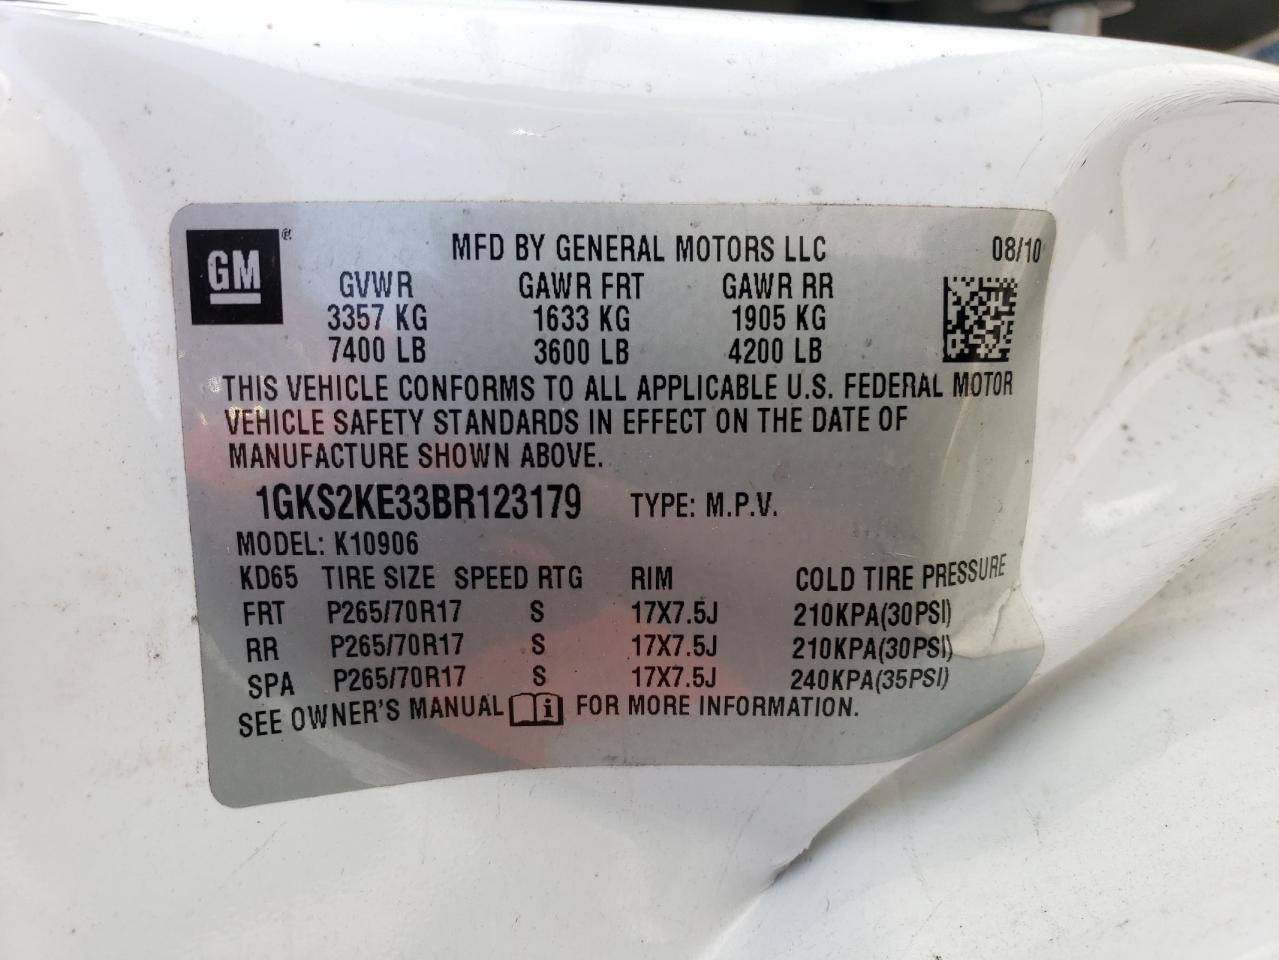 GM ® MFD BY GENERAL MOTORS LLC 08/10
GVWR GAWR FRT GAWR RR
3357 KG 1633 KG 1905 KG
7400 LB 3600 LB 4200 LB
THIS VEHICLE CONFORMS TO ALL APPLICABLE U.S. FEDERAL MOTOR
VEHICLE SAFETY STANDARDS IN EFFECT ON THE DATE OF
MANUFACTURE SHOWN ABOVE.
1GKS2KE33BR123179 TYPE: M.P.V.
MODEL: K10906
KD65 TIRE SIZE SPEED RTG RIM COLD TIRE PRESSURE
FRT P265/70R17 S 17X7.5J 210KPA(30PSI)
RR P265/70R17 S 17X7.5J 210KPA(30PSI)
SPA P265/70R17 S 17X7.5J 240KPA(35PSI)
SEE OWNER'S MANUAL i FOR MORE INFORMATION.